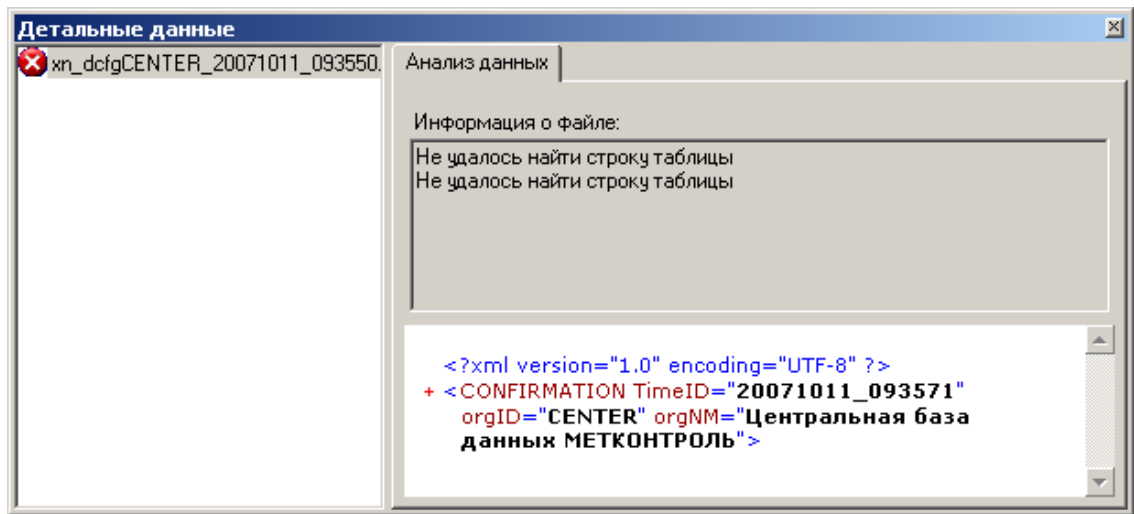 Детальные данные
xn_dcfgCENTER_20071011_093550.
Анализ данных
Информация о файле:
Не удалось найти строку таблицы
Не удалось найти строку таблицы
<?xml version="1.0" encoding="UTF-8" ?>
+ <CONFIRMATION TimeID="20071011_093571"
orgID="CENTER" orgNM="Центральная база
данных МЕТКОНТРОЛЬ">